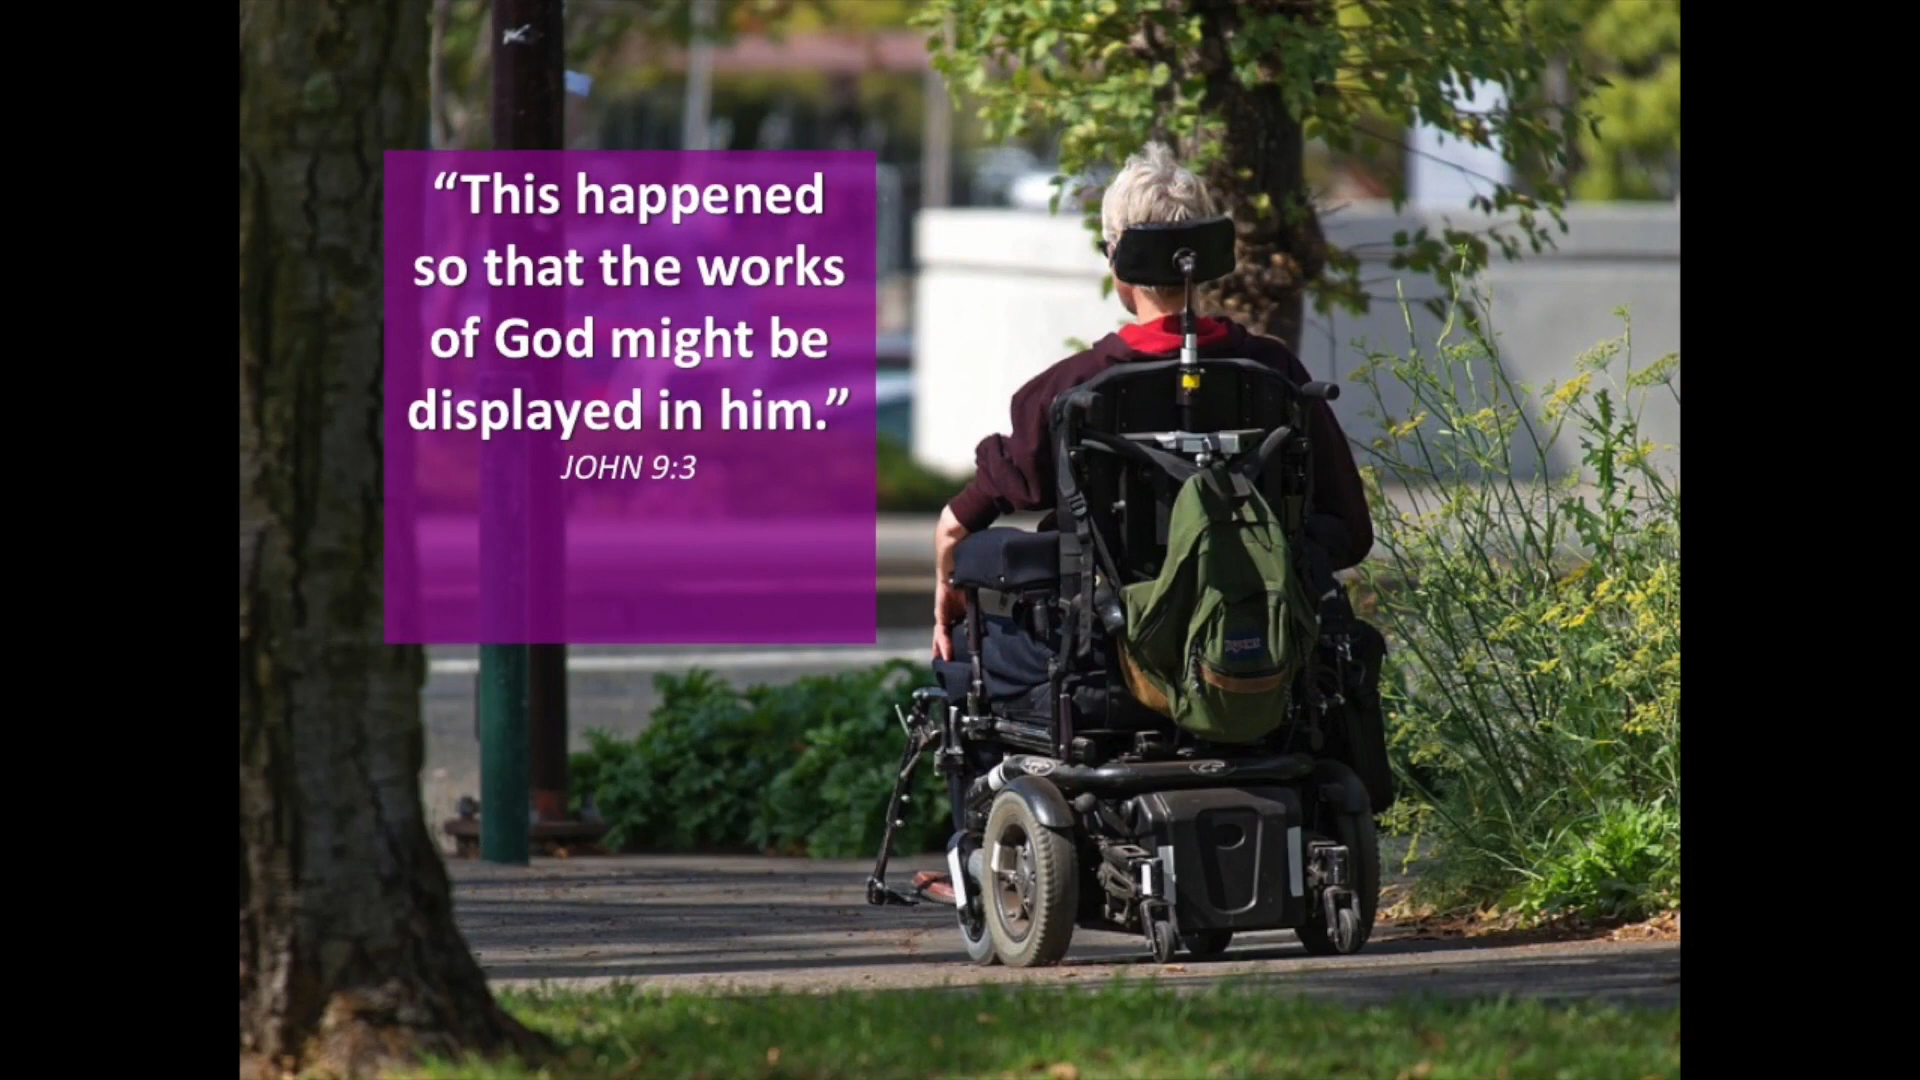 “This happened
so that the works
of God might be
displayed in him.”
JOHN 9:3